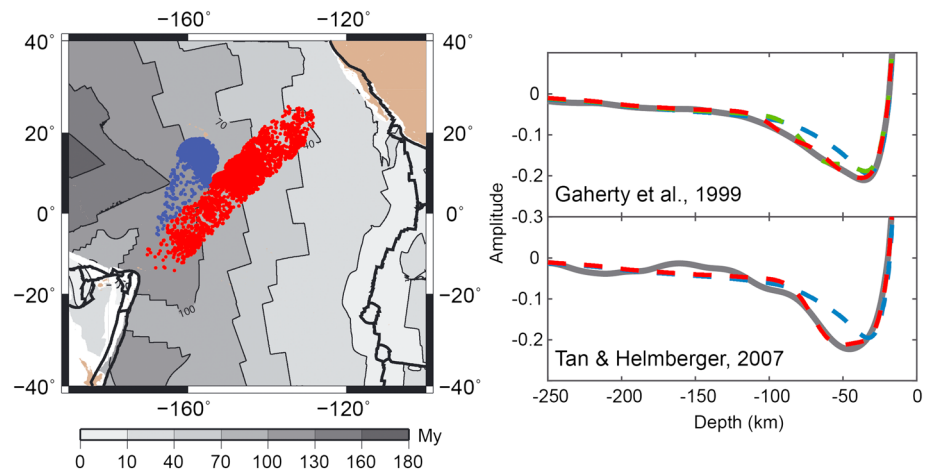 −160° −120°
40° 40°
20° 20°
0° 0°
−20° −20°
−40° −40°
−160° −120°
70
40
100
My
0 10 40 70 100 130 160 180
Amplitude
0
-0.1
-0.2
Gaherty et al., 1999
-0.3
0
-0.1
-0.2
Tan & Helmberger, 2007
-250 -200 -150 -100 -50 0
Depth (km)